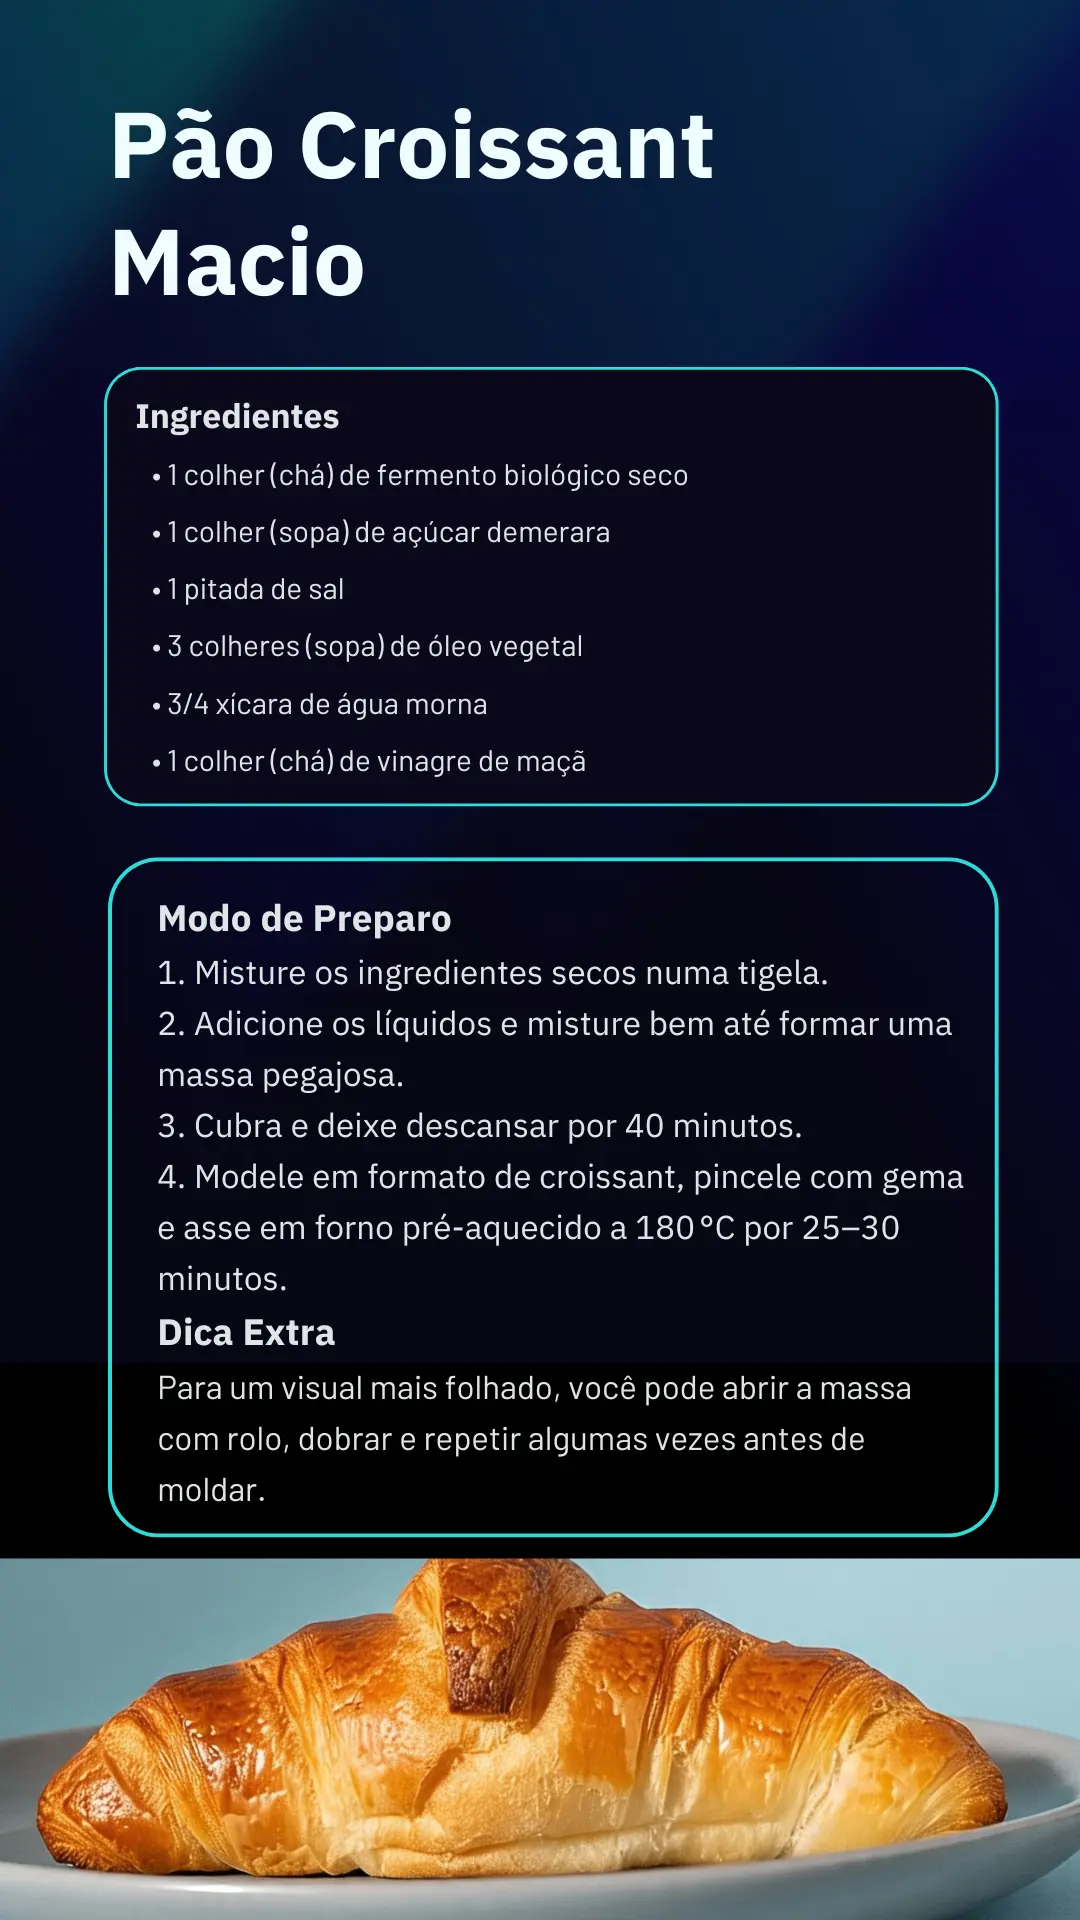 Pão Croissant
Macio
Ingredientes
• 1 colher (chá) de fermento biológico seco
• 1 colher (sopa) de açúcar demerara
• 1 pitada de sal
• 3 colheres (sopa) de óleo vegetal
• 3/4 xícara de água morna
• 1 colher (chá) de vinagre de maçã
Modo de Preparo
1. Misture os ingredientes secos numa tigela.
2. Adicione os líquidos e misture bem até formar uma
massa pegajosa.
3. Cubra e deixe descansar por 40 minutos.
4. Modele em formato de croissant, pincele com gema
e asse em forno pré-aquecido a 180 °C por 25–30
minutos.
Dica Extra
Para um visual mais folhado, você pode abrir a massa
com rolo, dobrar e repetir algumas vezes antes de
moldar.